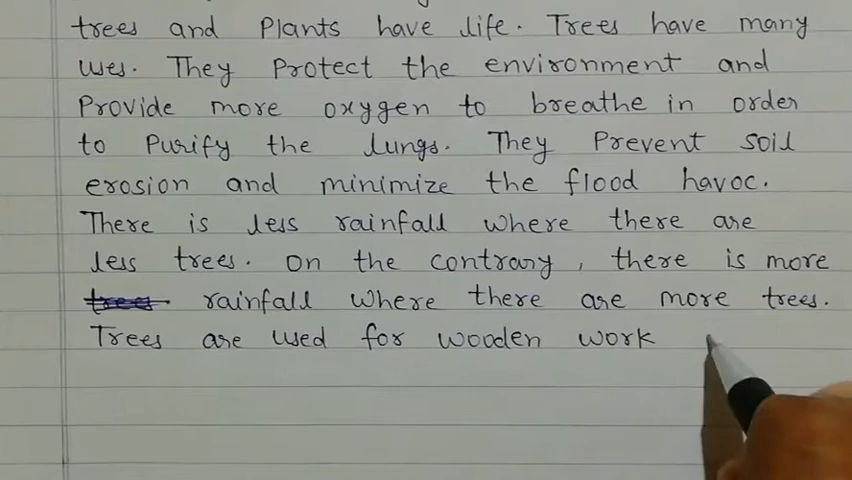 trees and Plants have life. Trees have many
uses. They Protect the environment and
Provide more oxygen to breathe in order
to Purify the lungs. They Prevent soil
erosion and minimize the flood havoc.
There is less rainfall where there are
less trees. On the contrary, there is more
trees rainfall where there are more trees.
Trees are used for wooden work